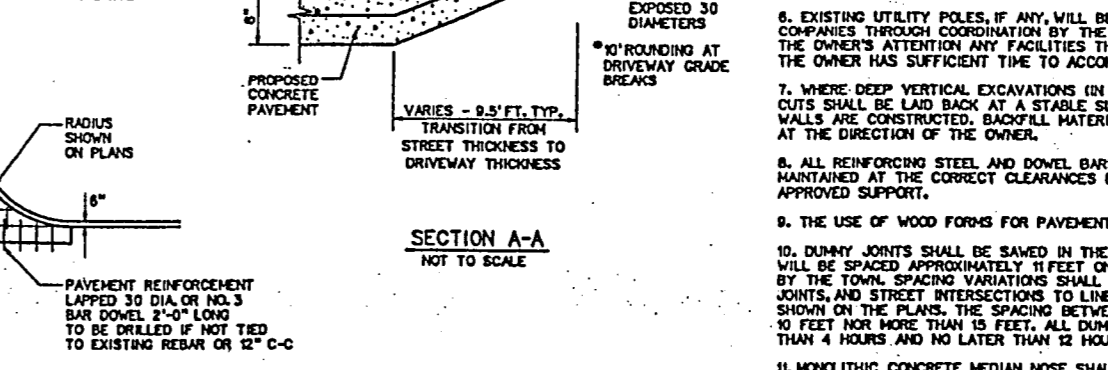 EXPOSED 30
DIAMETERS
10' ROUNDING AT
DRIVEWAY GRADE
BREAKS
PROPOSED
CONCRETE
PAVEMENT
VARIES - 9.5' FT. TYP.
TRANSITION FROM
STREET THICKNESS TO
DRIVEWAY THICKNESS
RADIUS
SHOWN
ON PLANS
6"
SECTION A-A
NOT TO SCALE
PAVEMENT REINFORCEMENT
LAPPED 30 DIA. OR NO. 3
BAR DOWEL 2'-0" LONG
TO BE DRILLED IF NOT TIED
TO EXISTING REBAR OR 12" C-C
6. EXISTING UTILITY POLES, IF ANY, WILL BE
COMPANIES THROUGH COORDINATION BY THE
THE OWNER'S ATTENTION ANY FACILITIES TH
THE OWNER HAS SUFFICIENT TIME TO ACCO
7. WHERE DEEP VERTICAL EXCAVATIONS (IN
CUTS SHALL BE LAID BACK AT A STABLE SL
WALLS ARE CONSTRUCTED. BACKFILL MATERI
AT THE DIRECTION OF THE OWNER.
8. ALL REINFORCING STEEL AND DOWEL BAR
MAINTAINED AT THE CORRECT CLEARANCES
APPROVED SUPPORT.
9. THE USE OF WOOD FORMS FOR PAVEMENT
10. DUMMY JOINTS SHALL BE SAWED IN THE
WILL BE SPACED APPROXIMATELY 11 FEET ON
BY THE TOWN. SPACING VARIATIONS SHALL
JOINTS, AND STREET INTERSECTIONS TO LINE
SHOWN ON THE PLANS. THE SPACING BETWE
10 FEET NOR MORE THAN 15 FEET. ALL DUM
THAN 4 HOURS AND NO LATER THAN 12 HOU
11. MONOLITHIC CONCRETE MEDIAN NOSE SHAL